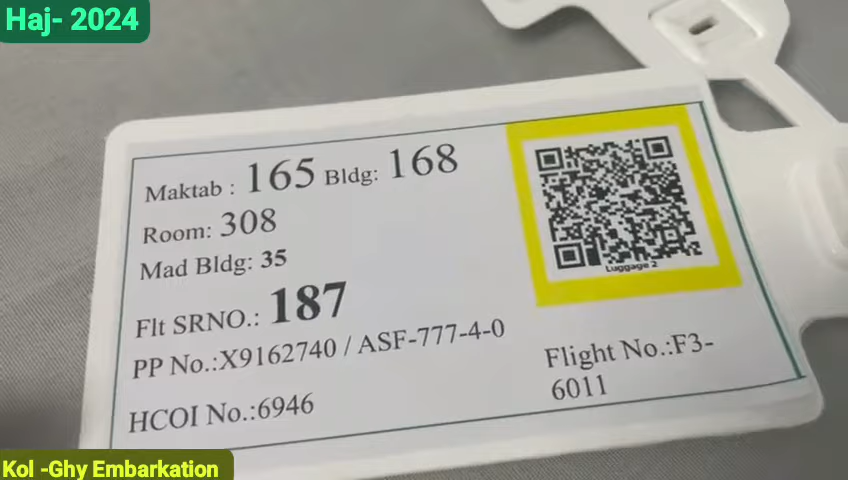 Haj- 2024
Maktab : 165 Bldg: 168
Room: 308
Mad Bldg: 35
Flt SRNO.: 187
PP No.:X9162740 / ASF-777-4-0
HCOI No.:6946
Luggage 2
Flight No.:F3-
6011
Kol -Ghy Embarkation